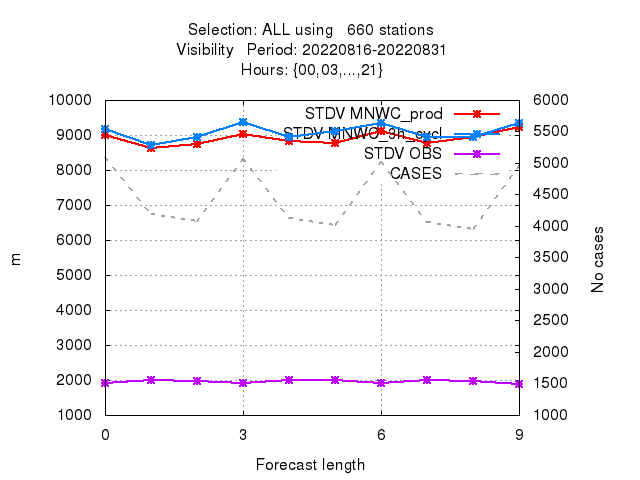 Selection: ALL using   660 stations
Visibility   Period: 20220816-20220831
Hours: {00,03,...,21}
10000
9000
8000
7000
6000
5000
4000
3000
2000
1000
m
STDV MNWC_prod
STDV MNWC_3h_cycl
STDV OBS
CASES
6000
5500
5000
4500
4000
3500
3000
2500
2000
1500
1000
No cases
0 3 6 9
Forecast length